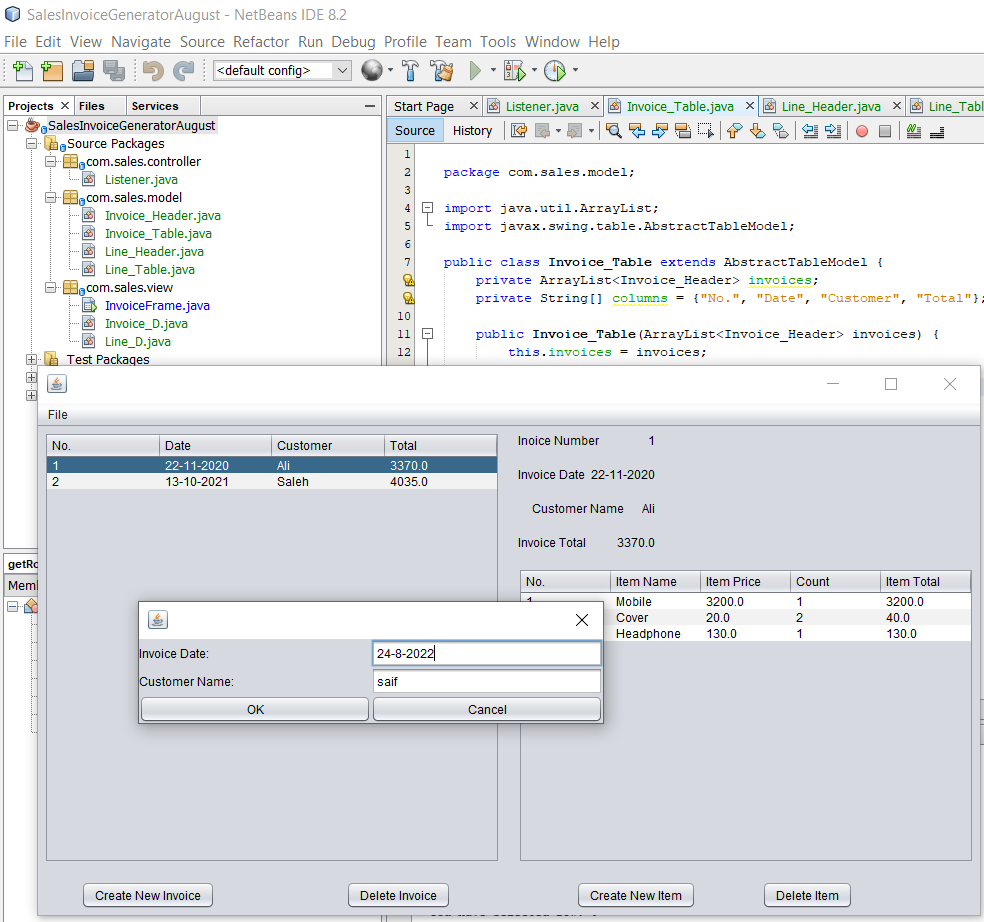 SalesInvoiceGeneratorAugust - NetBeans IDE 8.2
File Edit View Navigate Source Refactor Run Debug Profile Team Tools Window Help
<default config>
Projects Files Services
Start Page Listener.java Invoice_Table.java Line_Header.java Line_Tabl
Source History
SalesInvoiceGeneratorAugust
Source Packages
com.sales.controller
Listener.java
com.sales.model
Invoice_Header.java
Invoice_Table.java
Line_Header.java
Line_Table.java
com.sales.view
InvoiceFrame.java
Invoice_D.java
Line_D.java
Test Packages
1
2 package com.sales.model;
3
4 import java.util.ArrayList;
5 import javax.swing.table.AbstractTableModel;
6
7 public class Invoice_Table extends AbstractTableModel {
private ArrayList<Invoice_Header> invoices;
private String[] columns = {"No.", "Date", "Customer", "Total"};
10
11 public Invoice_Table(ArrayList<Invoice_Header> invoices) {
12 this.invoices = invoices;
File
No. Date Customer Total
1 22-11-2020 Ali 3370.0
2 13-10-2021 Saleh 4035.0
Inoice Number 1
Invoice Date 22-11-2020
Customer Name Ali
Invoice Total 3370.0
No. Item Name Item Price Count Item Total
1 Mobile 3200.0 1 3200.0
Cover 20.0 2 40.0
Headphone 130.0 1 130.0
getRo
Meml
Invoice Date: 24-8-2022
Customer Name: saif
OK Cancel
Create New Invoice Delete Invoice Create New Item Delete Item